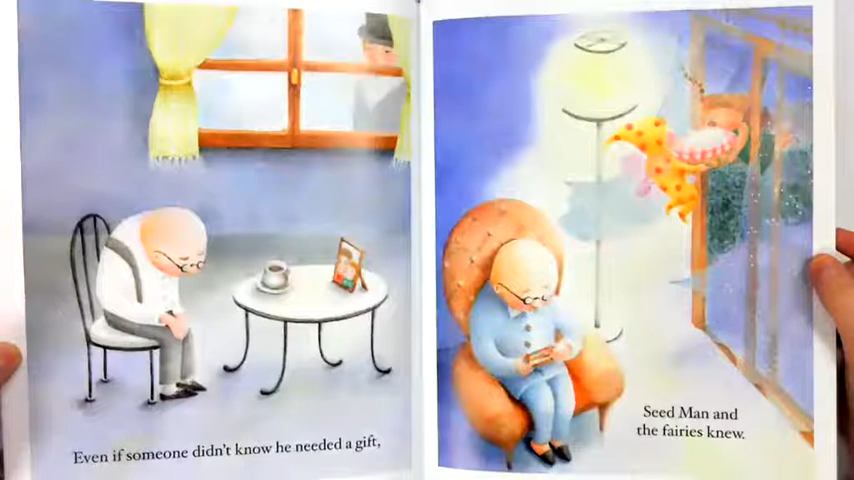 Even if someone didn't know he needed a gift,
Seed Man and
the fairies knew.